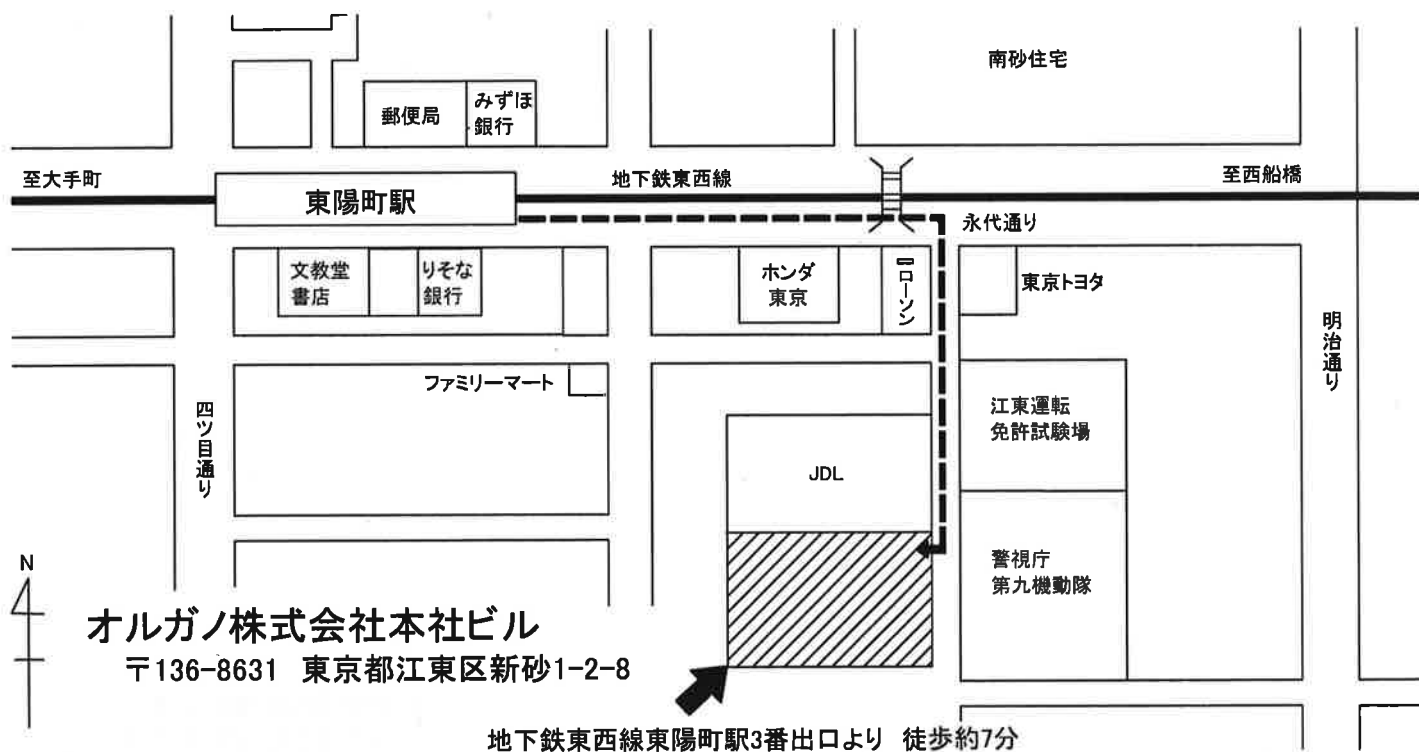 南砂住宅
郵便局
みずほ
銀行
至大手町
東陽町駅
地下鉄東西線
至西船橋
永代通り
文教堂
書店
りそな
銀行
ホンダ
東京
ローソン
東京トヨタ
明治通り
ファミリーマート
四ツ目通り
江東運転
免許試験場
JDL
警視庁
第九機動隊
N
オルガノ株式会社本社ビル
〒136-8631 東京都江東区新砂1-2-8
地下鉄東西線東陽町駅3番出口より 徒歩約7分